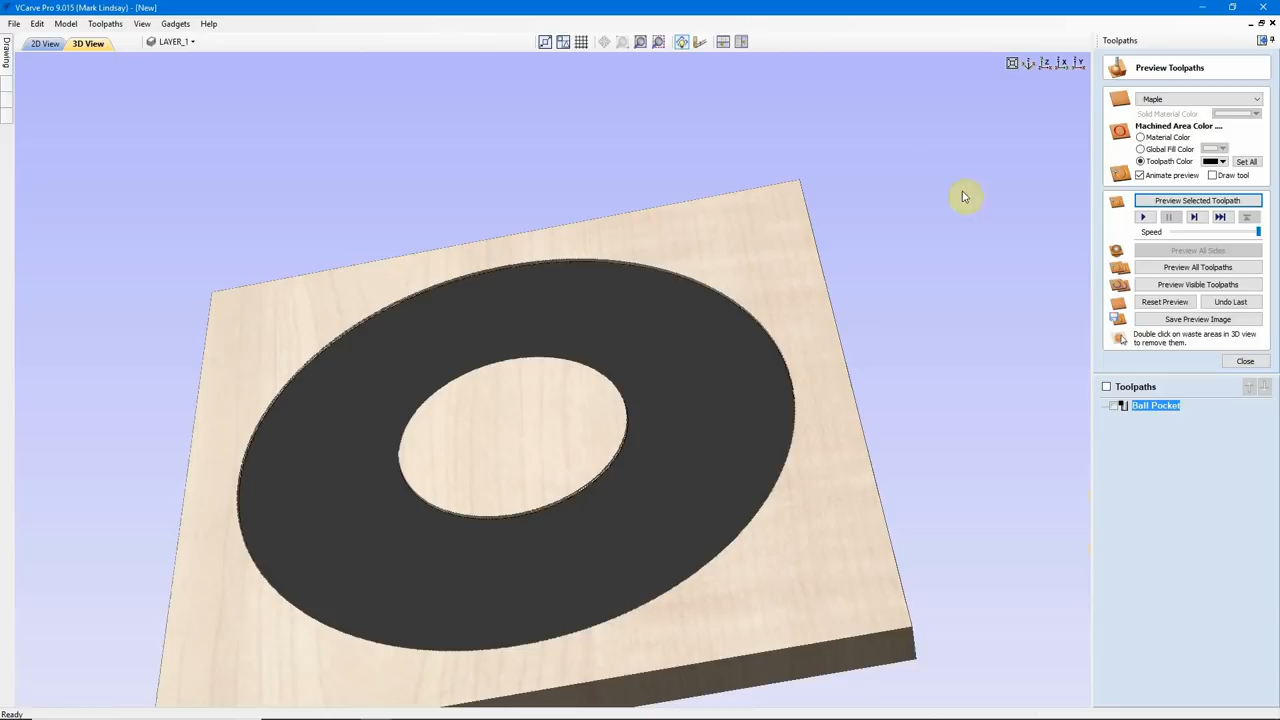 VCarve Pro 9.015 {Mark Lindsay} - [New]
File Edit Model Toolpaths View Gadgets Help
2D View 3D View LAYER_1
Drawing
Z X Y
Toolpaths
Preview Toolpaths
Maple
Solid Material Color
Machined Area Color ....
Material Color
Global Fill Color
Toolpath Color Set All
Animate preview Draw tool
Preview Selected Toolpath
Speed
Preview All Sides
Preview All Toolpaths
Preview Visible Toolpaths
Reset Preview Undo Last
Save Preview Image
Double click on waste areas in 3D view
to remove them.
Close
Toolpaths
Ball Pocket
Ready